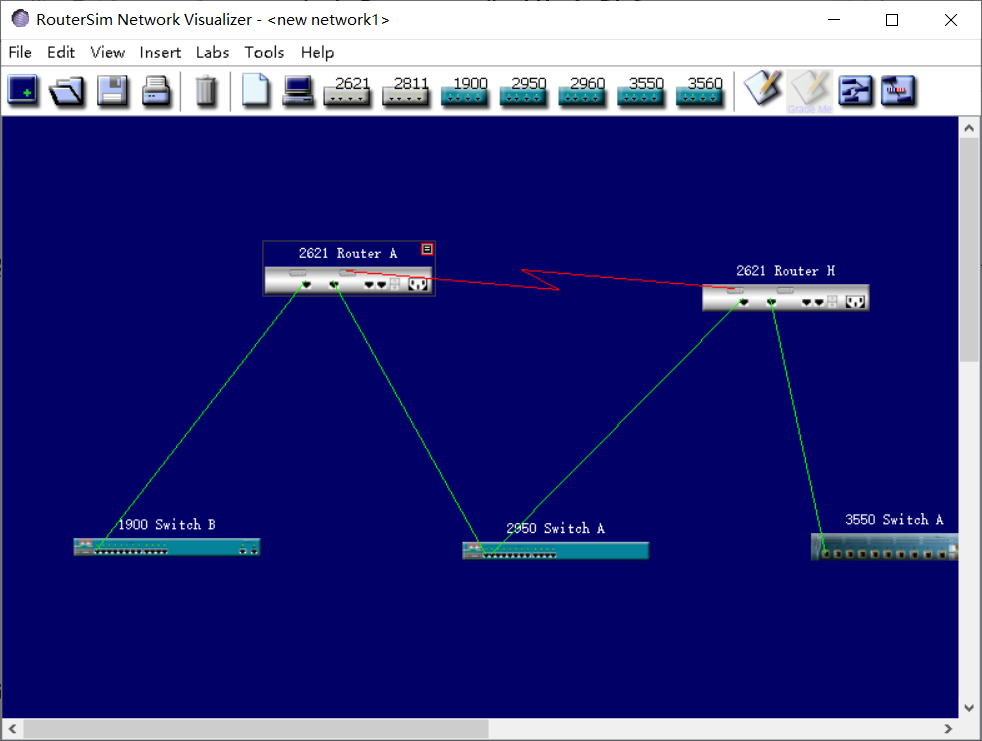 RouterSim Network Visualizer - <new network1>
File Edit View Insert Labs Tools Help
2621 2811 1900 2950 2960 3550 3560
Grade Me
2621 Router A
2621 Router H
1900 Switch B
2950 Switch A
3550 Switch A